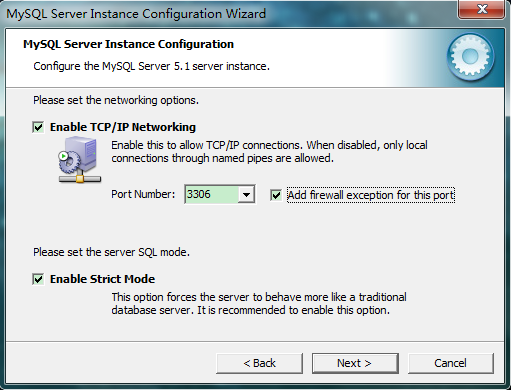 MySQL Server Instance Configuration Wizard
MySQL Server Instance Configuration
Configure the MySQL Server 5.1 server instance.
Please set the networking options.
Enable TCP/IP Networking
Enable this to allow TCP/IP connections. When disabled, only local
connections through named pipes are allowed.
Port Number: 3306 Add firewall exception for this port
Please set the server SQL mode.
Enable Strict Mode
This option forces the server to behave more like a traditional
database server. It is recommended to enable this option.
< Back Next > Cancel